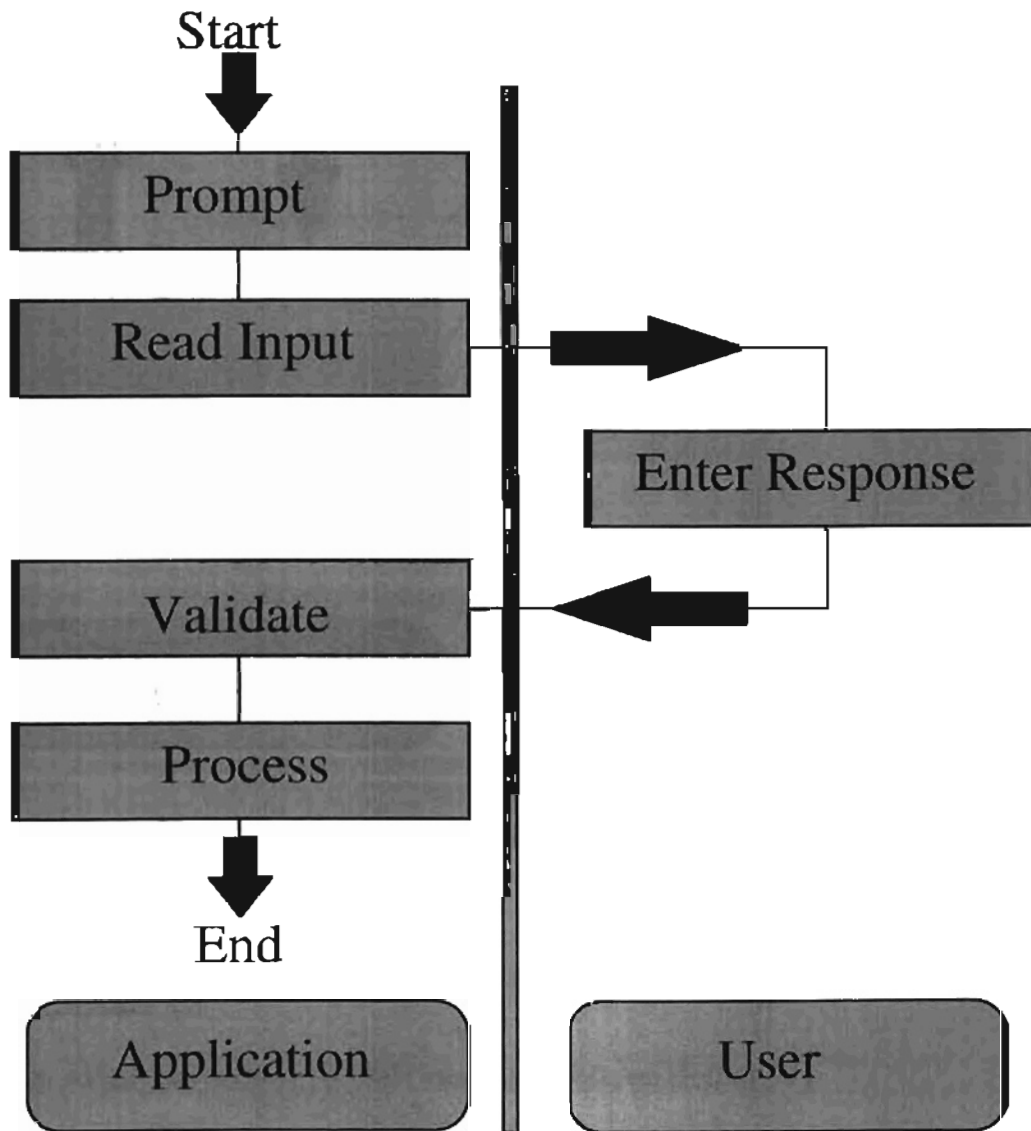 Start
Prompt
Read Input
Enter Response
Validate
Process
End
Application
User